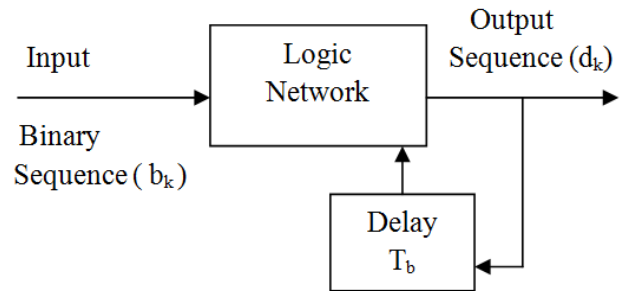 Input
Binary
Sequence ( bₖ)
Logic
Network
Output
Sequence (dₖ)
Delay
T_b